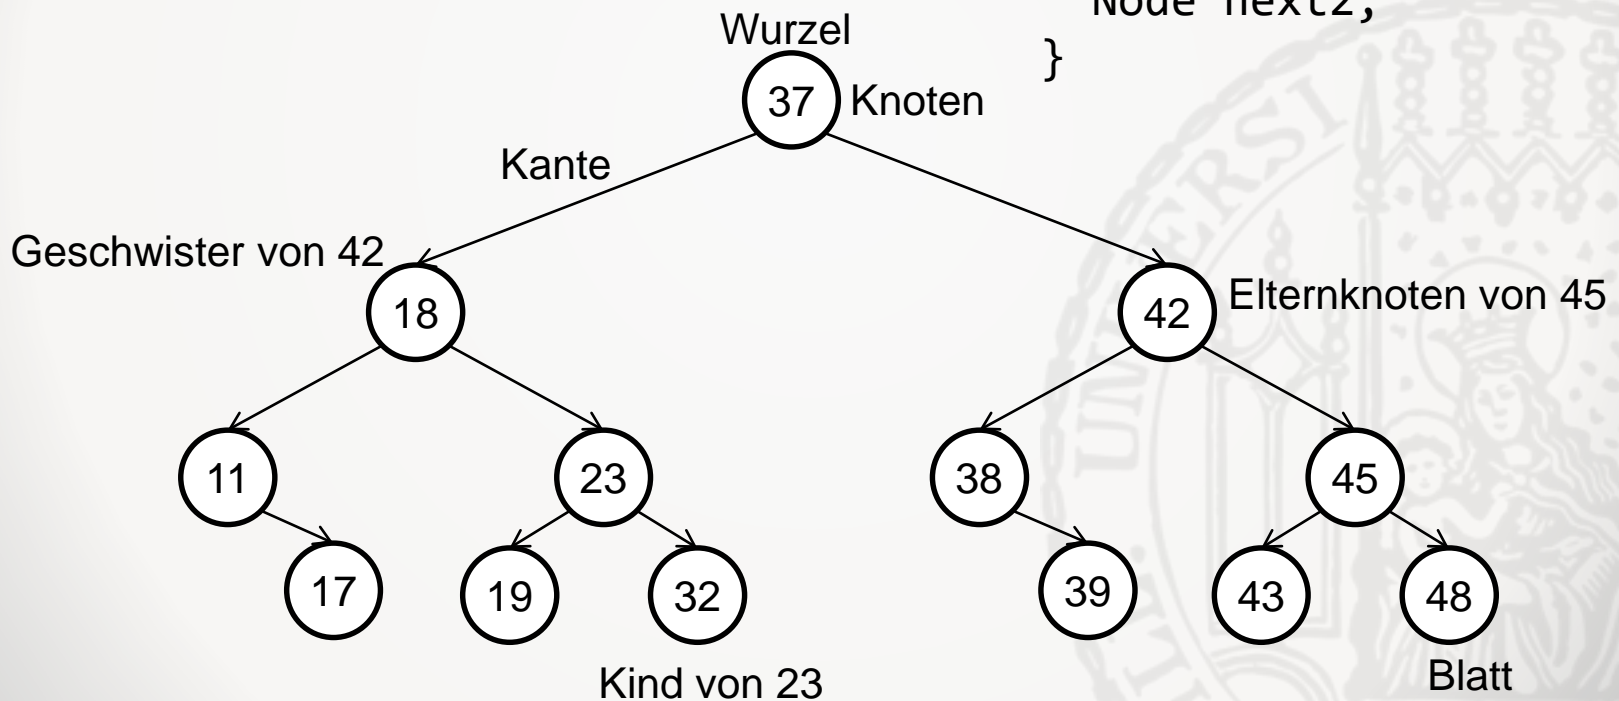 Node next2;
}
Wurzel
37
Knoten
Kante
Geschwister von 42
18
42
Elternknoten von 45
11
23
38
45
17
19
32
39
43
48
Kind von 23
Blatt
UNIVERSI